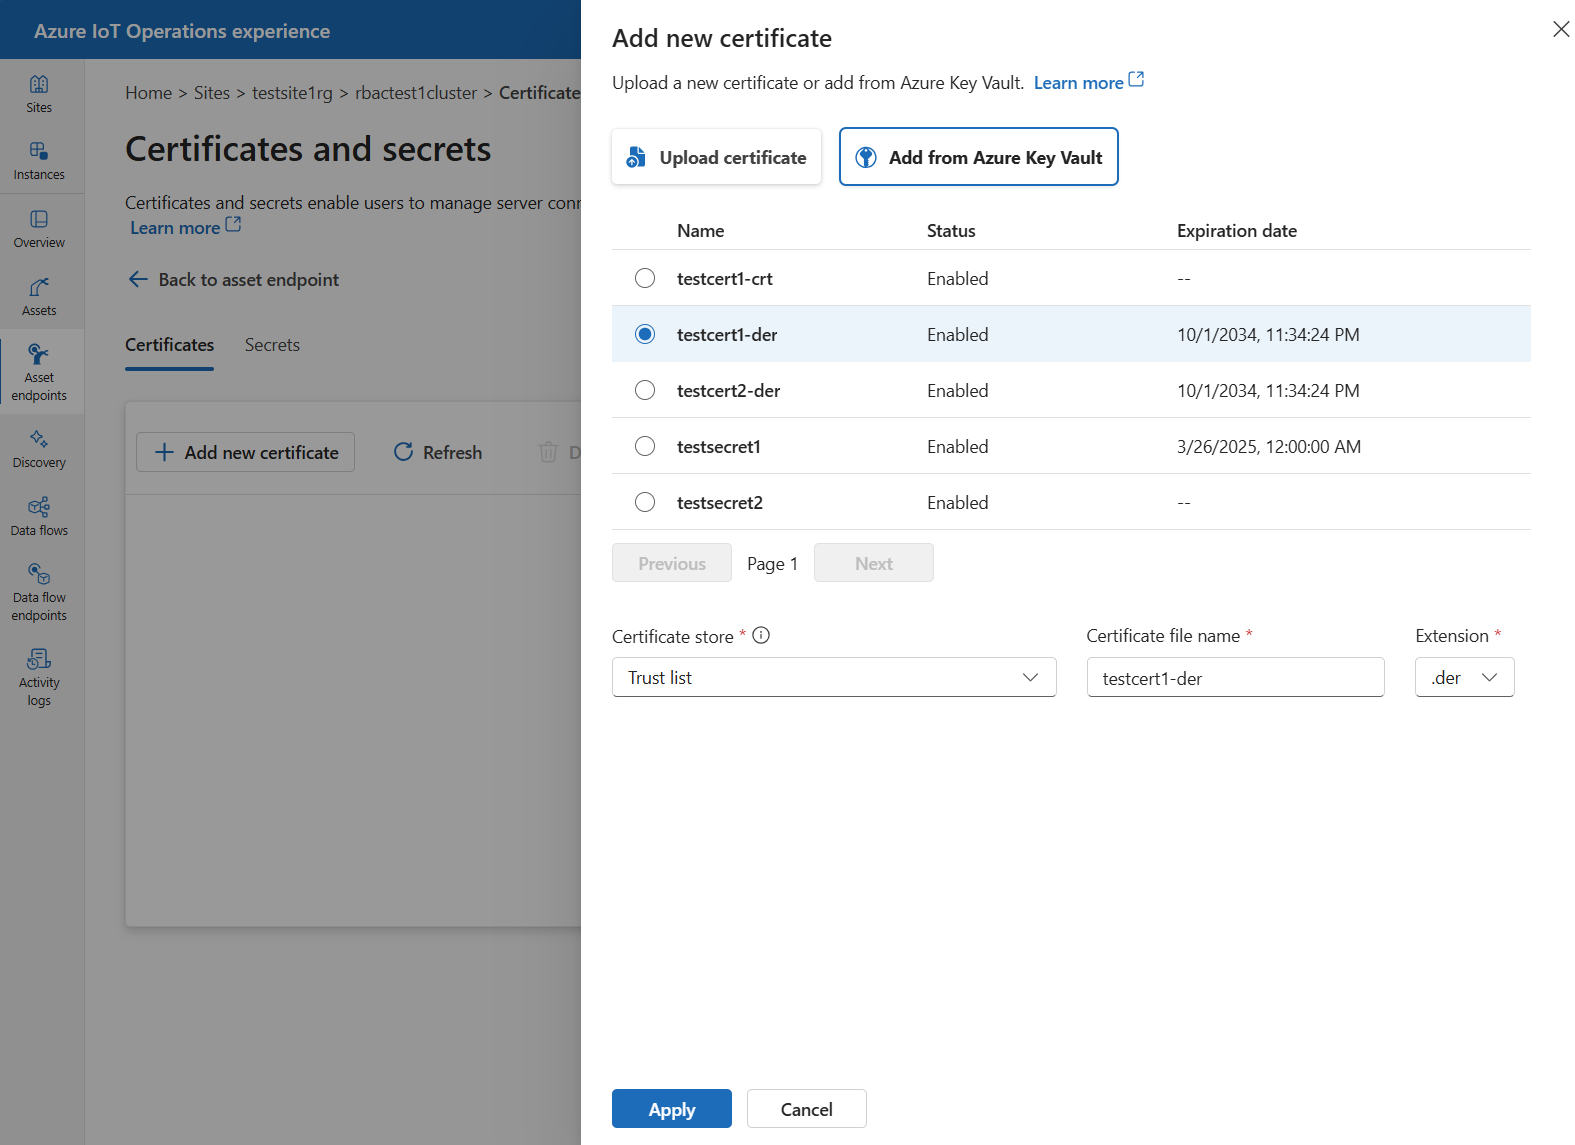 Azure IoT Operations experience
Sites
Instances
Overview
Assets
Asset
endpoints
Discovery
Data flows
Data flow
endpoints
Activity
logs
Home > Sites > testsite1rg > rbactest1cluster > Certificate
Certificates and secrets
Certificates and secrets enable users to manage server
Learn more
Back to asset endpoint
Certificates Secrets
Add new certificate Refresh D
Add new certificate
Upload a new certificate or add from Azure Key Vault. Learn more
Upload certificate Add from Azure Key Vault
Name Status Expiration date
testcert1-crt Enabled --
testcert1-der Enabled 10/1/2034, 11:34:24 PM
testcert2-der Enabled 10/1/2034, 11:34:24 PM
testsecret1 Enabled 3/26/2025, 12:00:00 AM
testsecret2 Enabled --
Previous Page 1 Next
Certificate store * Certificate file name * Extension *
Trust list testcert1-der .der
Apply Cancel